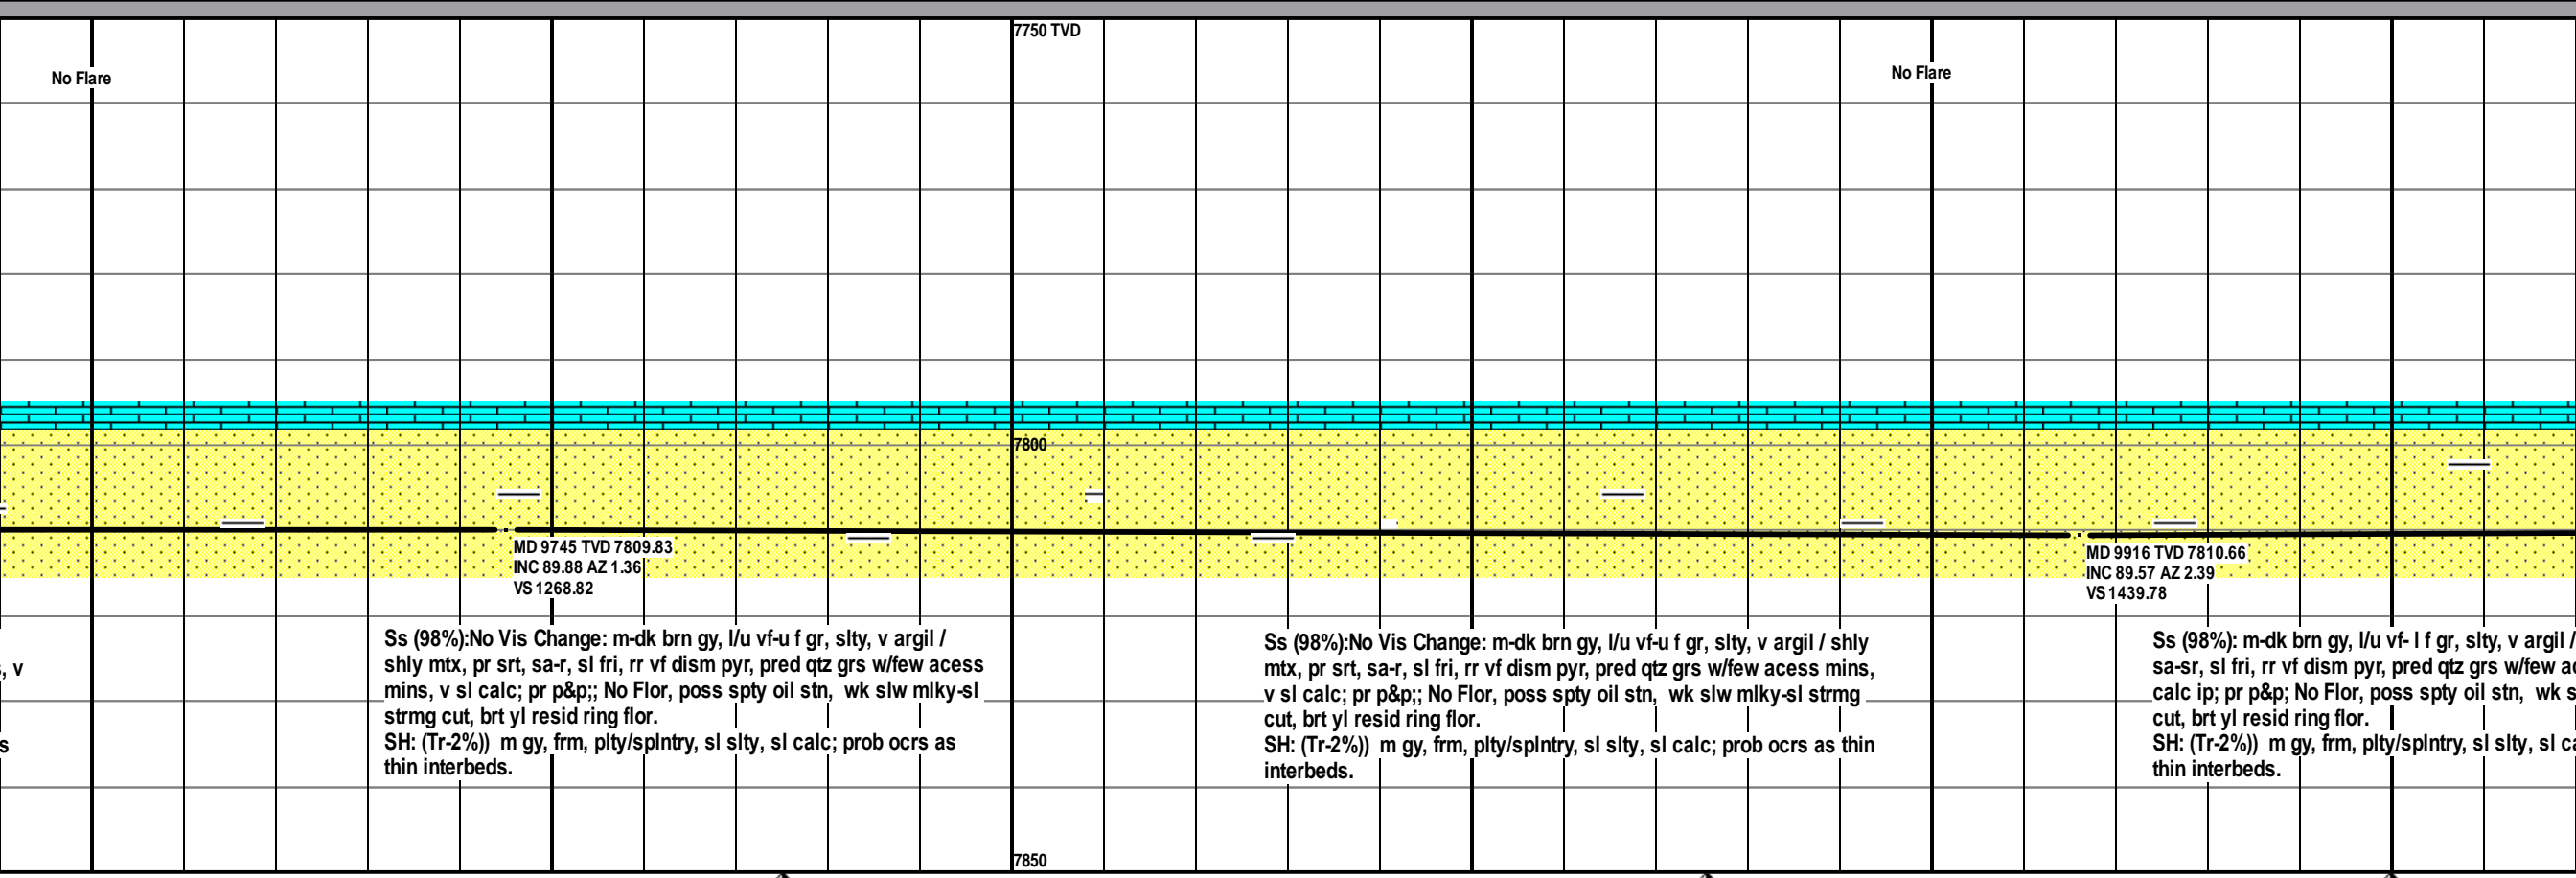 7750 TVD
No Flare
No Flare
7800
MD 9745 TVD 7809.83
INC 89.88 AZ 1.36
VS 1268.82
MD 9916 TVD 7810.66
INC 89.57 AZ 2.39
VS 1439.78
, v
s
Ss (98%):No Vis Change: m-dk brn gy, l/u vf-u f gr, slty, v argil /
shly mtx, pr srt, sa-r, sl fri, rr vf dism pyr, pred qtz grs w/few acess
mins, v sl calc; pr p&p;; No Flor, poss spty oil stn, wk slw mlky-sl
strmg cut, brt yl resid ring flor.
SH: (Tr-2%)) m gy, frm, plty/splntry, sl slty, sl calc; prob ocrs as
thin interbeds.
Ss (98%):No Vis Change: m-dk brn gy, l/u vf-u f gr, slty, v argil / shly
mtx, pr srt, sa-r, sl fri, rr vf dism pyr, pred qtz grs w/few acess mins,
v sl calc; pr p&p;; No Flor, poss spty oil stn, wk slw mlky-sl strmg
cut, brt yl resid ring flor.
SH: (Tr-2%)) m gy, frm, plty/splntry, sl slty, sl calc; prob ocrs as thin
interbeds.
Ss (98%): m-dk brn gy, l/u vf- l f gr, slty, v argil /
sa-sr, sl fri, rr vf dism pyr, pred qtz grs w/few a
calc ip; pr p&p; No Flor, poss spty oil stn, wk s
cut, brt yl resid ring flor.
SH: (Tr-2%)) m gy, frm, plty/splntry, sl slty, sl ca
thin interbeds.
7850